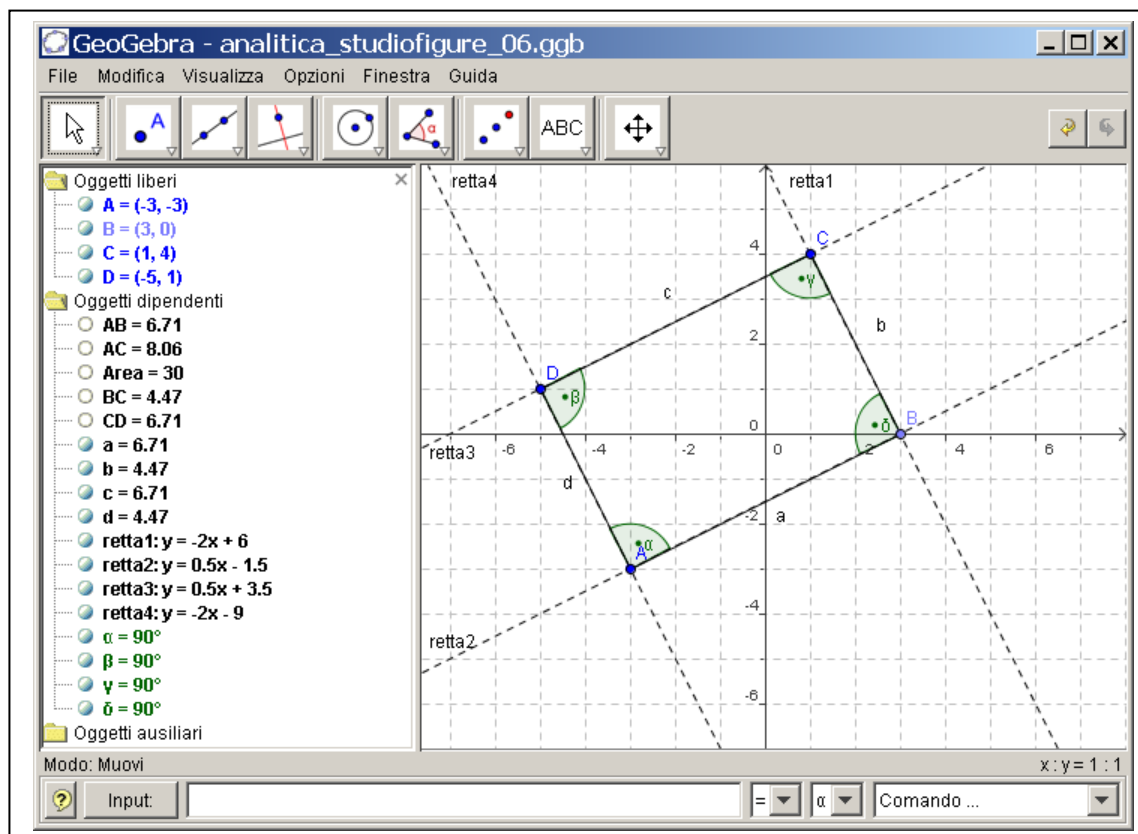 GeoGebra - analitica_studiofigure_06.ggb
File Modifica Visualizza Opzioni Finestra Guida
A α ABC
Oggetti liberi
A = (-3, -3)
B = (3, 0)
C = (1, 4)
D = (-5, 1)
Oggetti dipendenti
AB = 6.71
AC = 8.06
Area = 30
BC = 4.47
CD = 6.71
a = 6.71
b = 4.47
c = 6.71
d = 4.47
retta1: y = -2x + 6
retta2: y = 0.5x - 1.5
retta3: y = 0.5x + 3.5
retta4: y = -2x - 9
α = 90°
β = 90°
γ = 90°
δ = 90°
Oggetti ausiliari
retta4 retta1
4 C
γ
c
b
2
D
β
δ B
0
-6 -4 -2 0 2 4 6
retta3
d
-2 a
α
A
-4
retta2
-6
Modo: Muovi x : y = 1 : 1
? Input: = α Comando ...